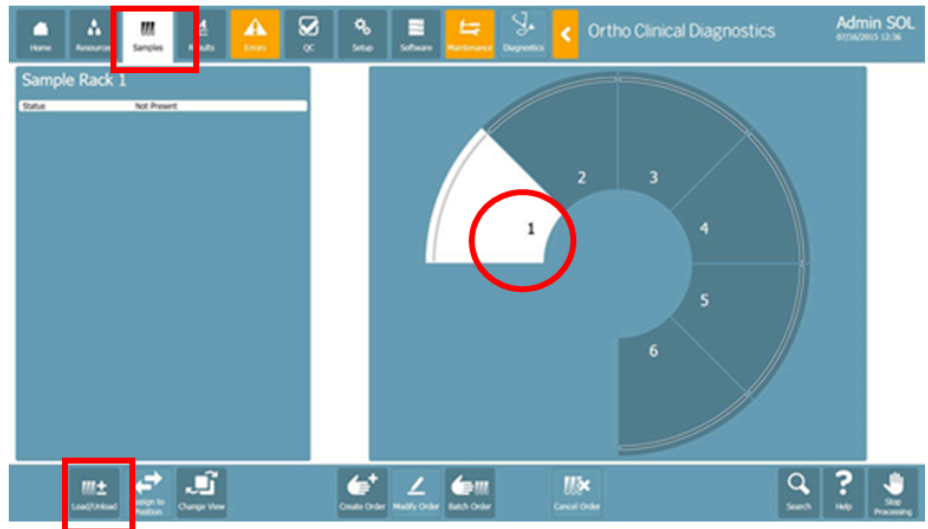 Home
Resources
Samples
Results
Errors
QC
Setup
Software
Maintenance
Diagnostics
Ortho Clinical Diagnostics
Admin SOL
07/16/2015 12:36
Sample Rack 1
Status Not Present
1
2
3
4
5
6
Load/Unload
Assign to
Position
Change View
Create Order
Modify Order
Batch Order
Cancel Order
Search
Help
Stop
Processing